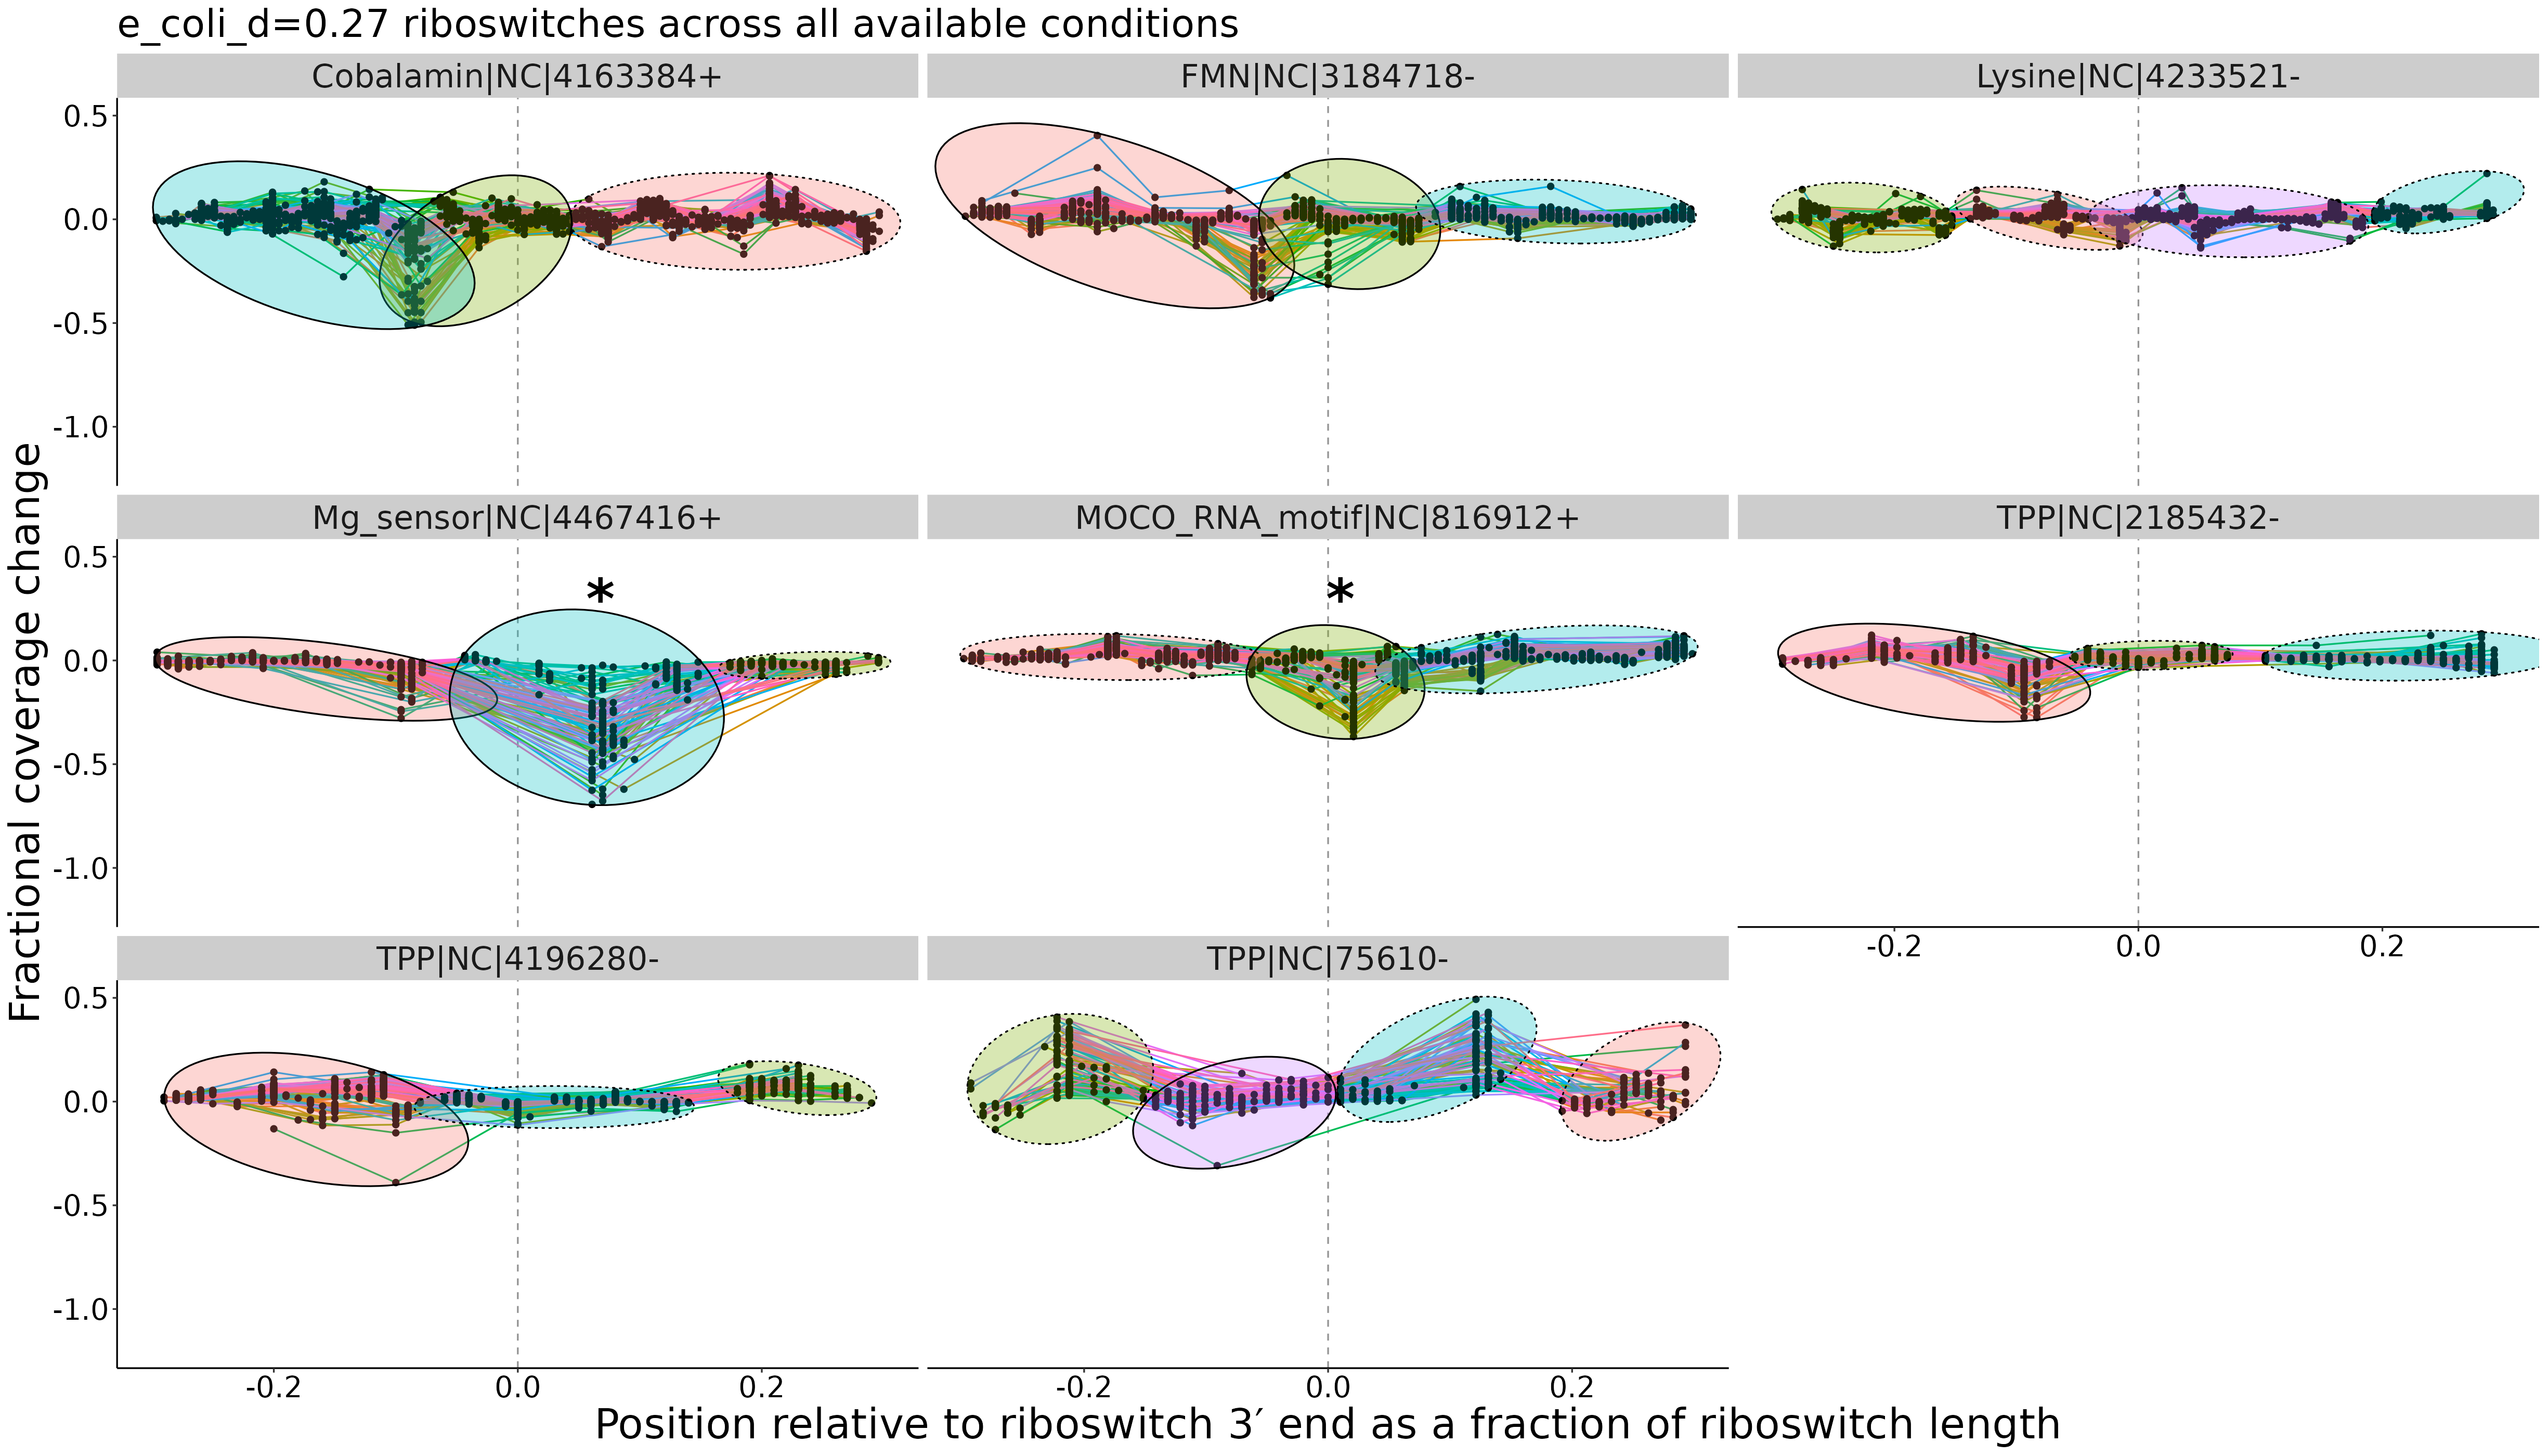 e_coli_d=0.27 riboswitches across all available conditions
Cobalamin|NC|4163384+
FMN|NC|3184718-
Lysine|NC|4233521-
0.5
0.0
-0.5
-1.0
Mg_sensor|NC|4467416+
MOCO_RNA_motif|NC|816912+
TPP|NC|2185432-
0.5
*
*
0.0
-0.5
-1.0
-0.2
0.0
0.2
TPP|NC|4196280-
TPP|NC|75610-
0.5
0.0
-0.5
-1.0
-0.2
0.0
0.2
-0.2
0.0
0.2
Fractional coverage change
Position relative to riboswitch 3′ end as a fraction of riboswitch length